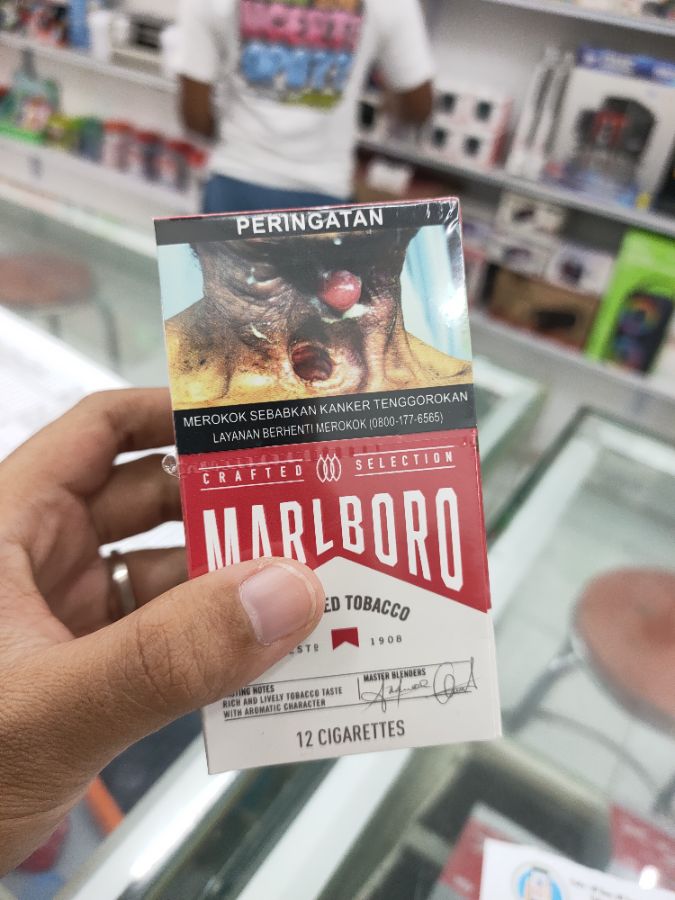 PERINGATAN
MEROKOK SEBABKAN KANKER TENGGOROKAN
LAYANAN BERHENTI MEROKOK (0800-177-6565)
CRAFTED SELECTION
MARLBORO
TOBACCO
1908
MASTER BLENDERS
NOTES
RICH AND LIVELY TOBACCO TASTE
WITH AROMATIC CHARACTER
12 CIGARETTES